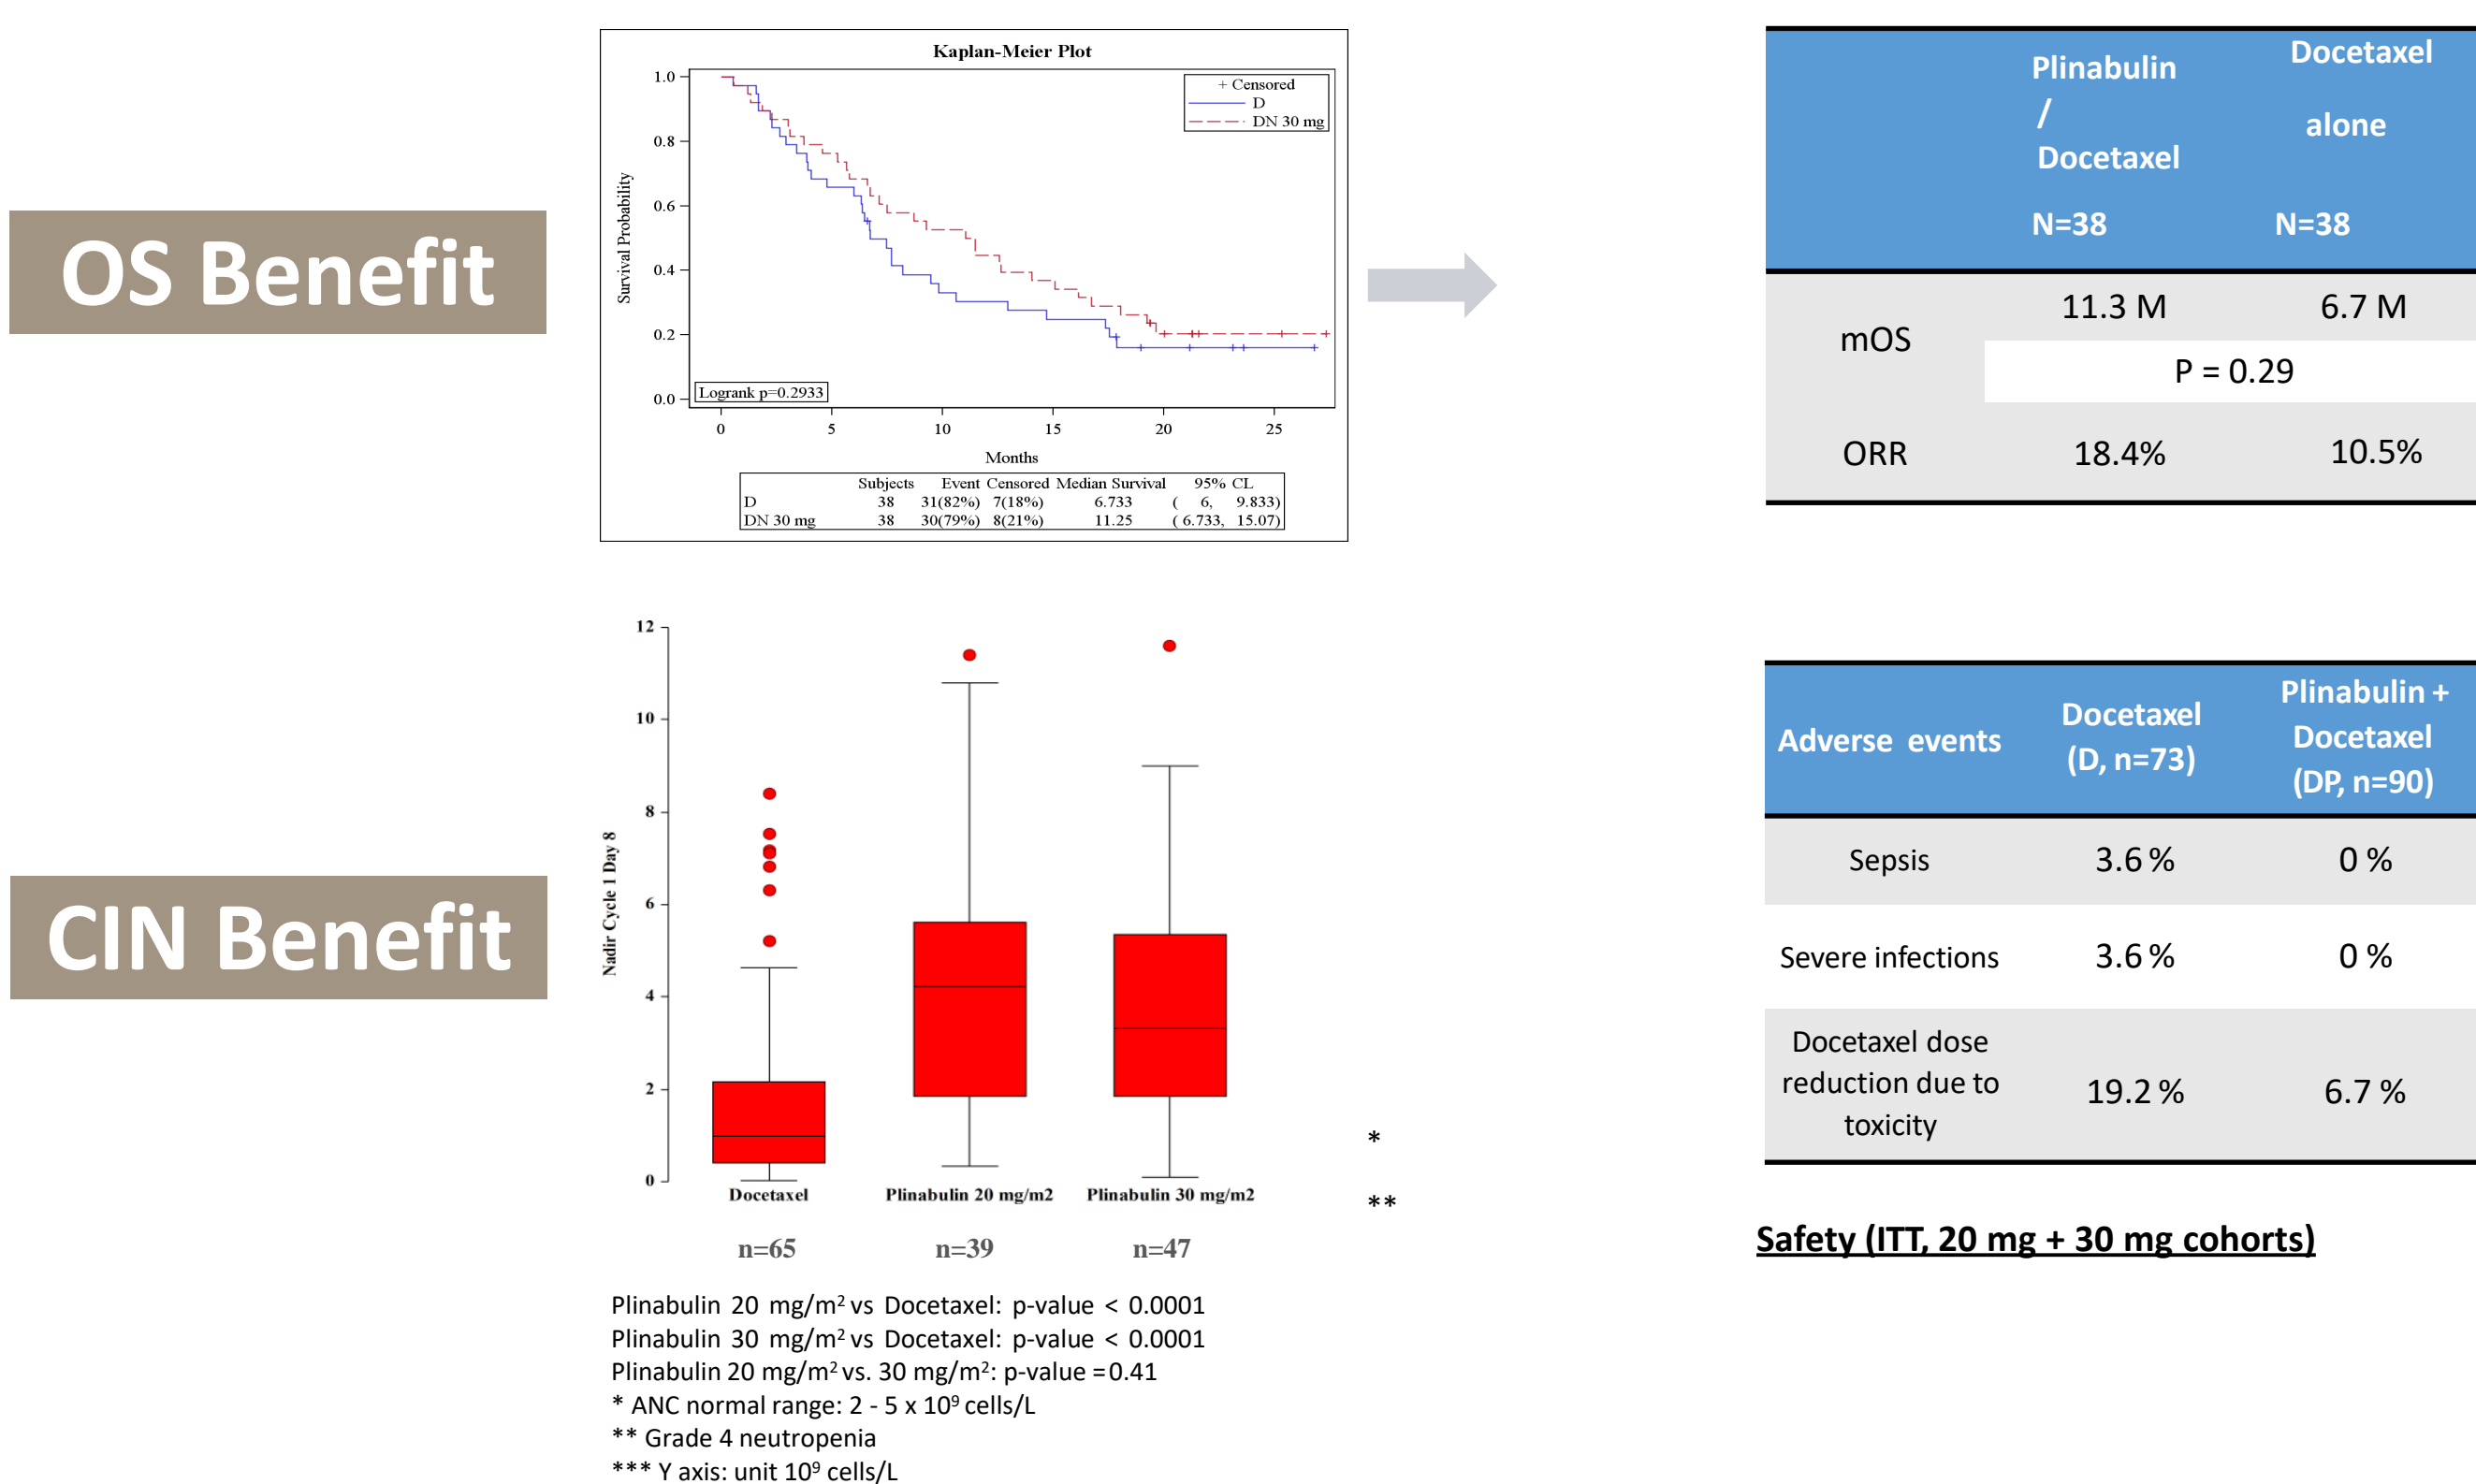 OS Benefit
Kaplan-Meier Plot
+ Censored
D
DN 30 mg
Survival Probability
1.0
0.8
0.6
0.4
0.2
0.0
Logrank p=0.2933
0 5 10 15 20 25
Months
Subjects Event Censored Median Survival 95% CL
D 38 31(82%) 7(18%) 6.733 ( 6, 9.833)
DN 30 mg 38 30(79%) 8(21%) 11.25 ( 6.733, 15.07)
Plinabulin
/
Docetaxel
N=38
Docetaxel
alone
N=38
mOS 11.3 M 6.7 M
P = 0.29
ORR 18.4% 10.5%
CIN Benefit
Nadir Cycle 1 Day 8
12
10
8
6
4
2
0
Docetaxel Plinabulin 20 mg/m2 Plinabulin 30 mg/m2
n=65 n=39 n=47
*
**
Plinabulin 20 mg/m² vs Docetaxel: p-value < 0.0001
Plinabulin 30 mg/m² vs Docetaxel: p-value < 0.0001
Plinabulin 20 mg/m² vs. 30 mg/m²: p-value =0.41
* ANC normal range: 2 - 5 x 10⁹ cells/L
** Grade 4 neutropenia
*** Y axis: unit 10⁹ cells/L
Adverse events
Docetaxel
(D, n=73)
Plinabulin +
Docetaxel
(DP, n=90)
Sepsis 3.6 % 0 %
Severe infections 3.6 % 0 %
Docetaxel dose
reduction due to
toxicity
19.2 % 6.7 %
Safety (ITT, 20 mg + 30 mg cohorts)